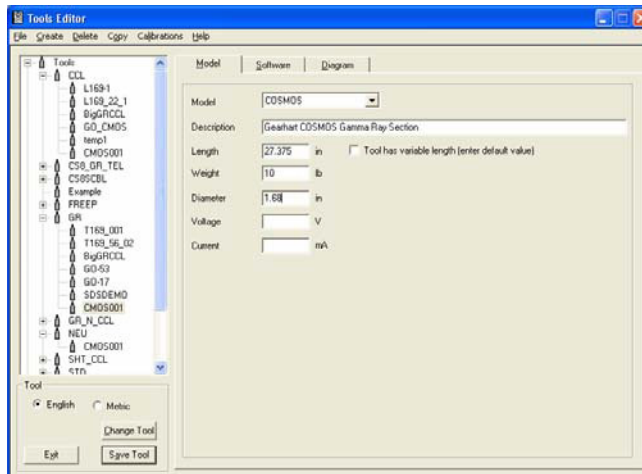 Tools Editor
File Create Delete Copy Calibrations Help
Tools
CCL
L169-1
L169_22_1
BigGRCCL
GO_CMOS
temp1
CMOS001
CS8_GR_TEL
CS8SCBL
Example
FREEP
GR
T169_001
T169_56_02
BigGRCCL
GO-53
GO-17
SDSDEMO
CMOS001
GR_N_CCL
NEU
CMOS001
SHT_CCL
STD
Tool
English Metric
Change Tool
Exit Save Tool
Model Software Diagram
Model COSMOS
Description Gearhart COSMOS Gamma Ray Section
Length 27.375 in Tool has variable length (enter default value)
Weight 10 lb
Diameter 1.68 in
Voltage V
Current mA